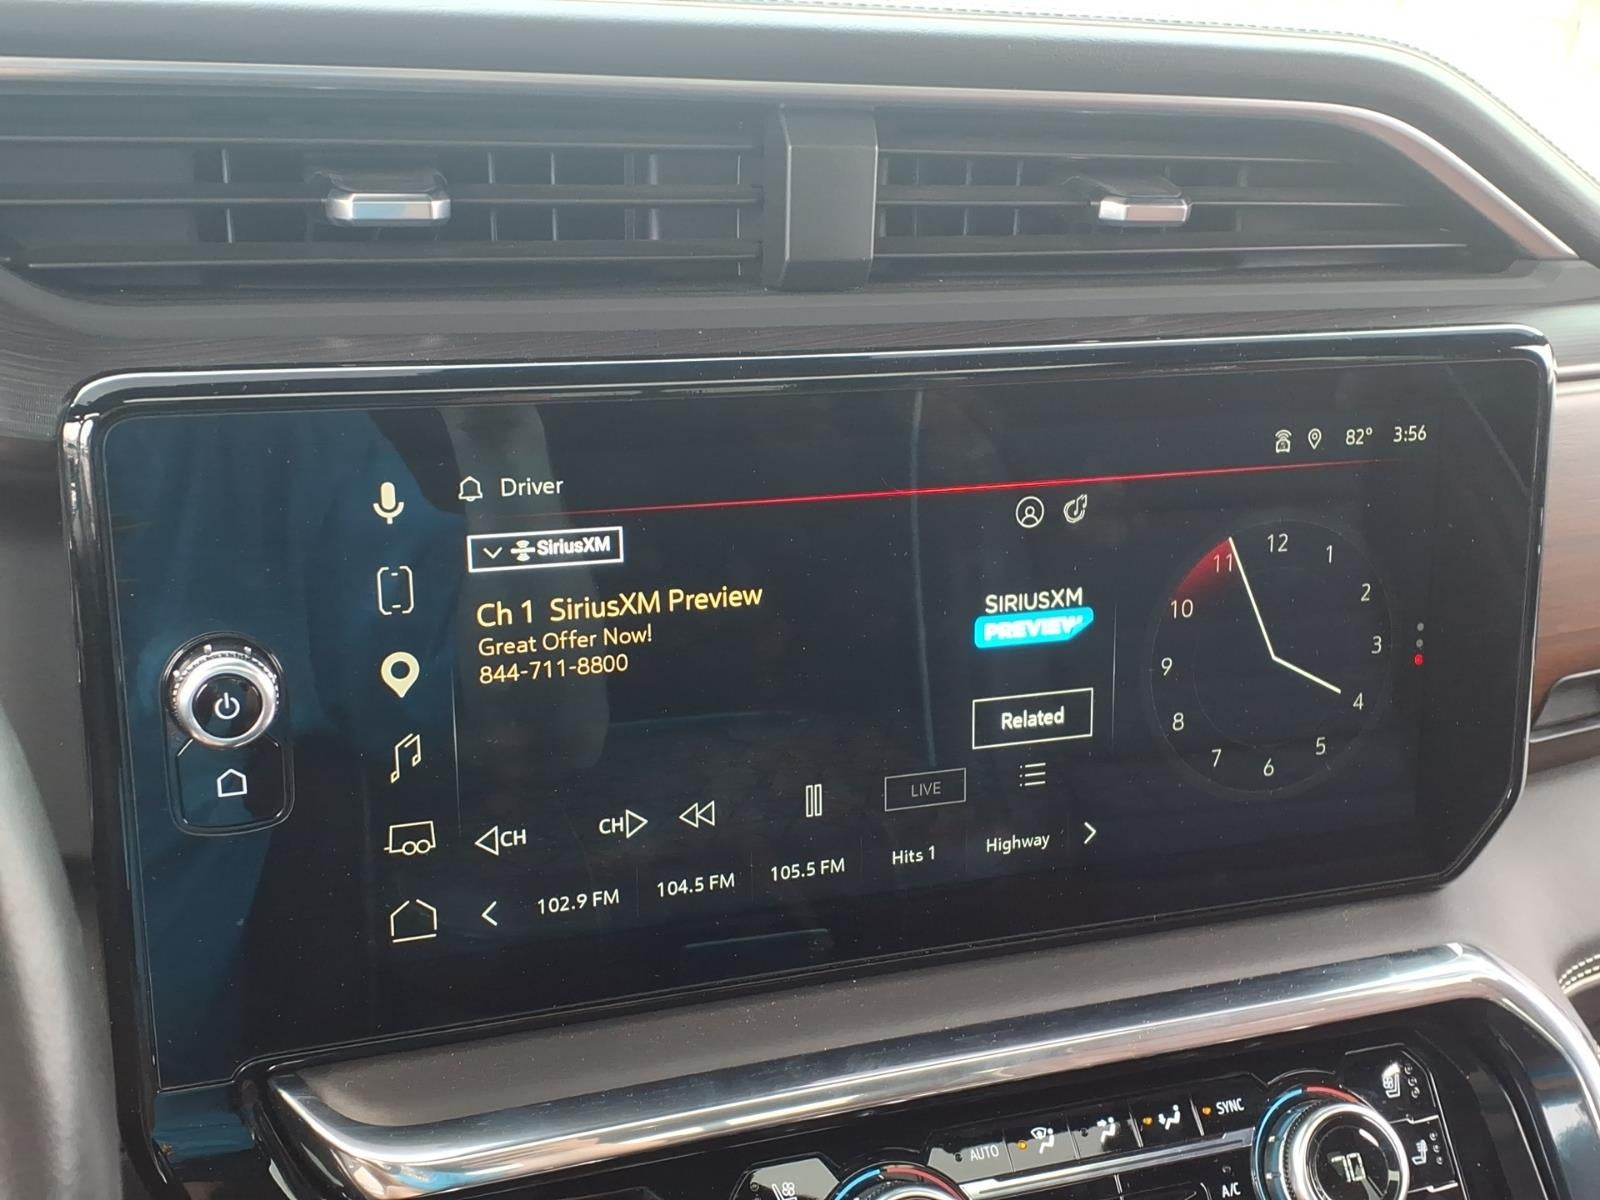 82° 3:56
Driver
SiriusXM
Ch 1 SiriusXM Preview
Great Offer Now!
844-711-8800
SIRIUSXM
PREVIEW
Related
12
1
2
3
4
5
6
7
8
9
10
11
CH
CH
LIVE
102.9 FM
104.5 FM
105.5 FM
Hits 1
Highway
AUTO
SYNC
A/C
70